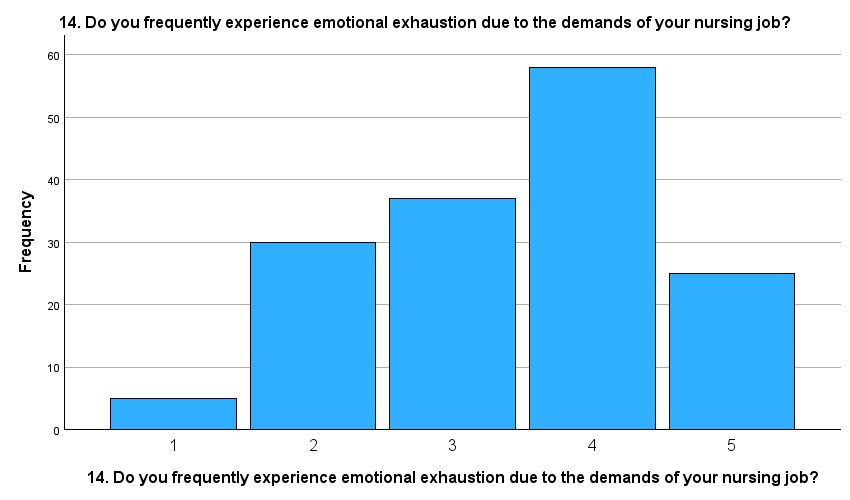 14. Do you frequently experience emotional exhaustion due to the demands of your nursing job?
60
50
40
30
20
10
0
Frequency
1 2 3 4 5
14. Do you frequently experience emotional exhaustion due to the demands of your nursing job?